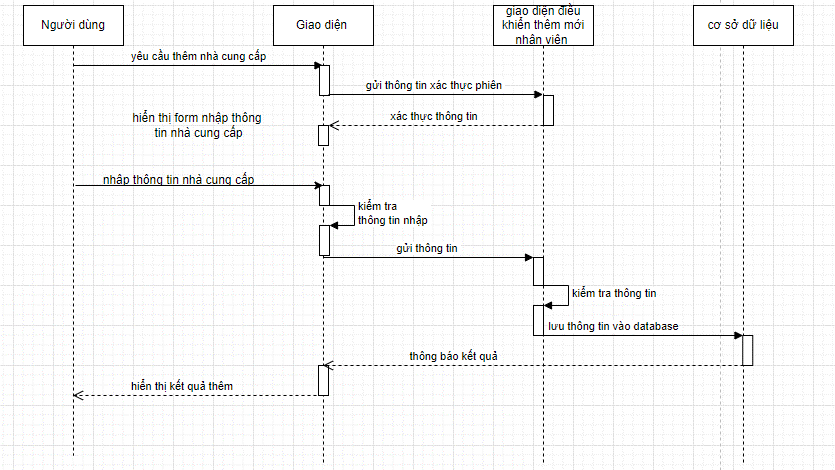 Người dùng
Giao diện
giao diện điều
khiển thêm mới
nhân viên
cơ sở dữ liệu
yêu cầu thêm nhà cung cấp
gửi thông tin xác thực phiên
xác thực thông tin
hiển thị form nhập thông
tin nhà cung cấp
nhập thông tin nhà cung cấp
kiểm tra
thông tin nhập
gửi thông tin
kiểm tra thông tin
lưu thông tin vào database
thông báo kết quả
hiển thị kết quả thêm